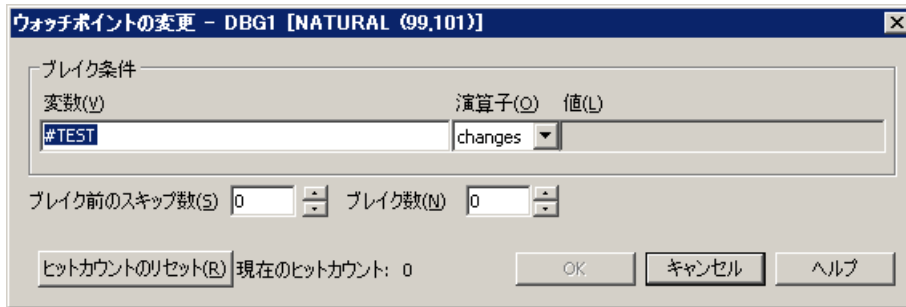 ウォッチポイントの変更 - DBG1 [NATURAL (99,101)]
ブレイク条件
変数(V) 演算子(O) 値(L)
#TEST changes
ブレイク前のスキップ数(S) 0 ブレイク数(N) 0
ヒットカウントのリセット(R) 現在のヒットカウント: 0 OK キャンセル ヘルプ